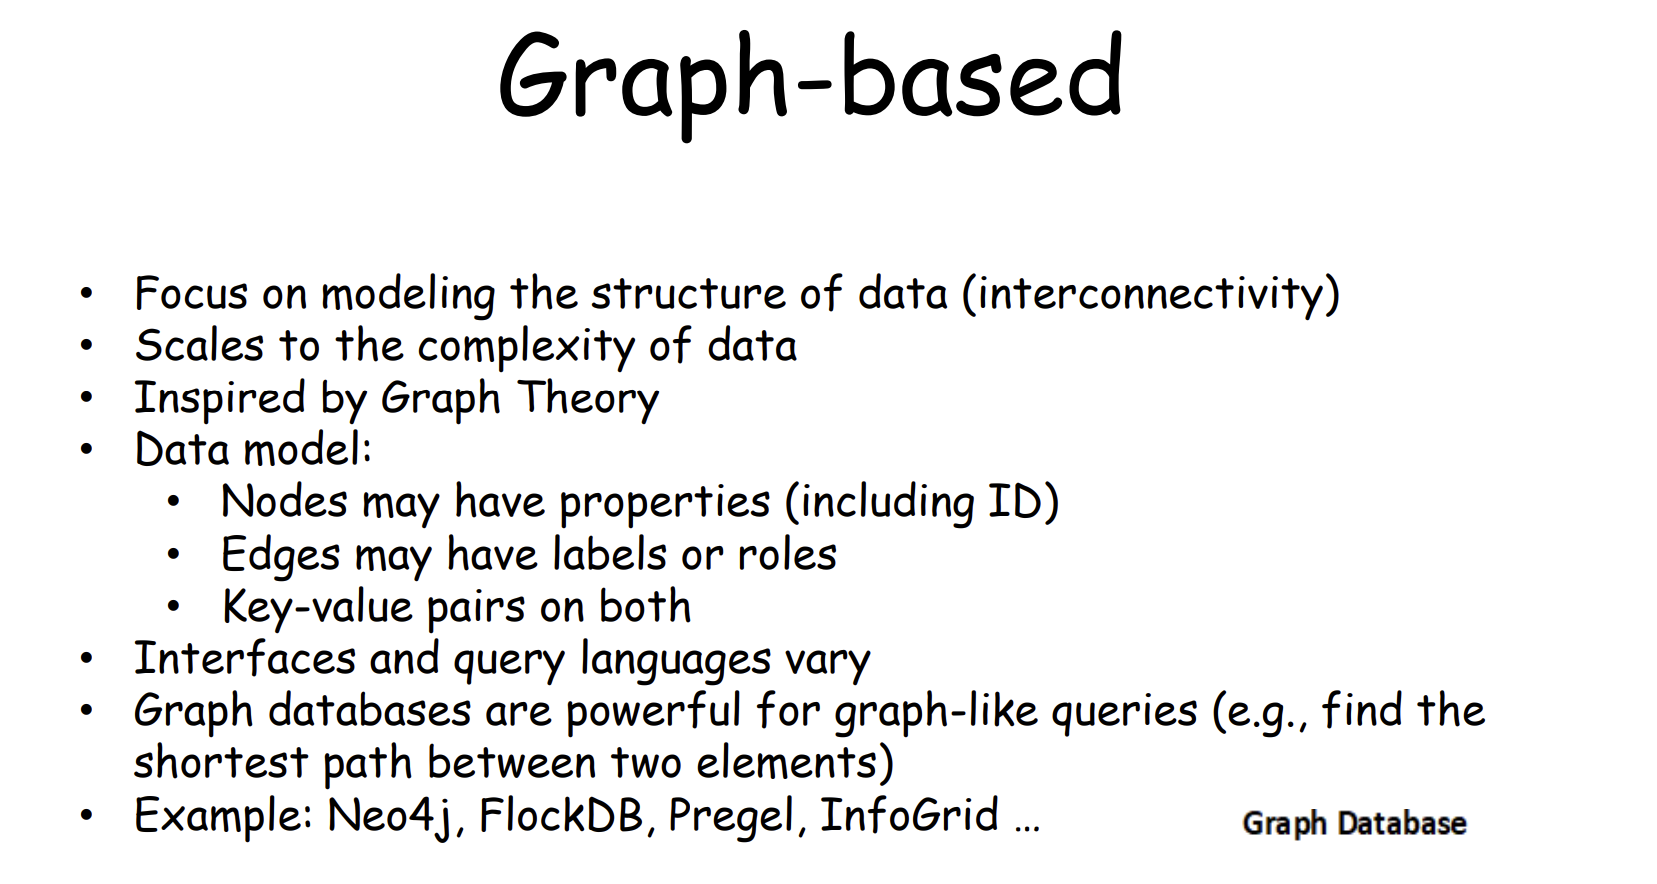 Graph-based
• Focus on modeling the structure of data (interconnectivity)
• Scales to the complexity of data
• Inspired by Graph Theory
• Data model:
• Nodes may have properties (including ID)
• Edges may have labels or roles
• Key-value pairs on both
• Interfaces and query languages vary
• Graph databases are powerful for graph-like queries (e.g., find the
shortest path between two elements)
• Example: Neo4j, FlockDB, Pregel, InfoGrid ...
Graph Database